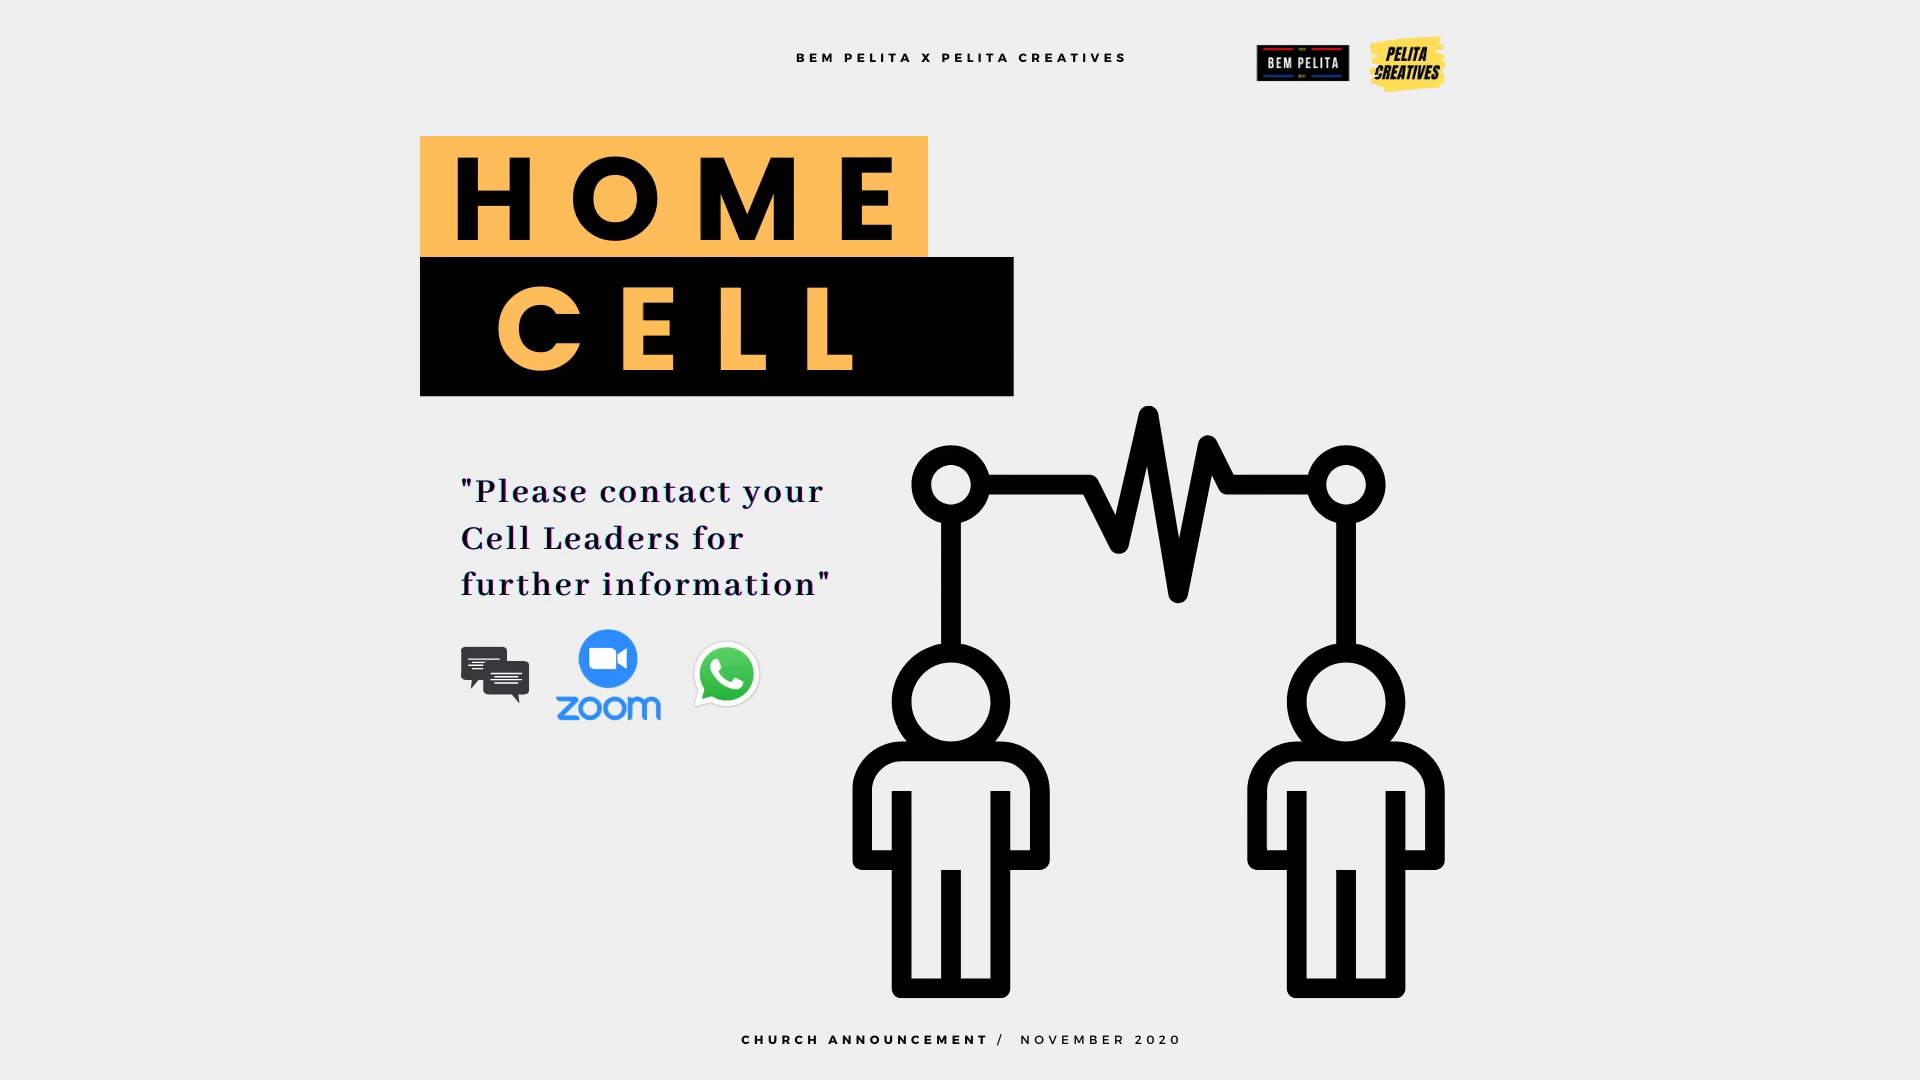 BEM PELITA X PELITA CREATIVES
BEM PELITA
PELITA
CREATIVES
HOME
CELL
"Please contact your
Cell Leaders for
further information"
zoom
CHURCH ANNOUNCEMENT / NOVEMBER 2020